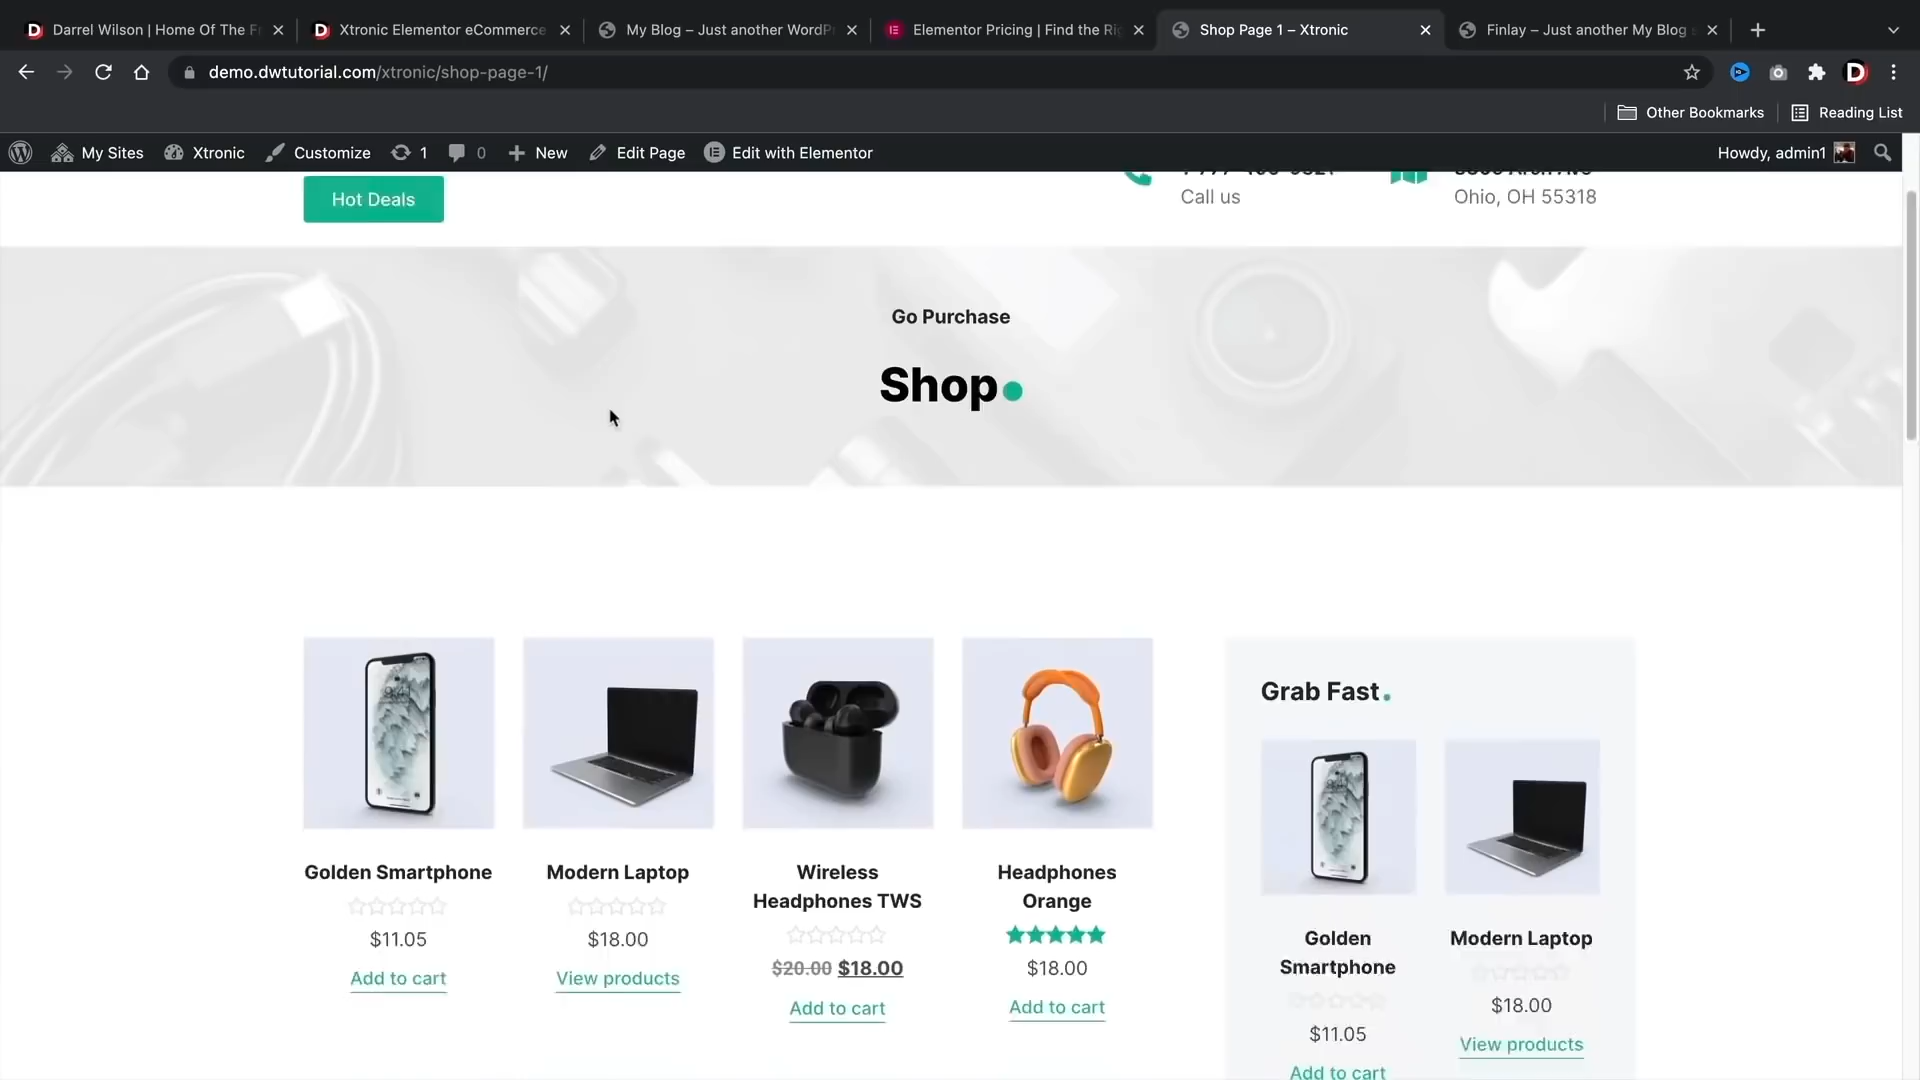 Darrel Wilson | Home Of The F
Xtronic Elementor eCommerce
My Blog – Just another WordP
Elementor Pricing | Find the Ri
Shop Page 1 – Xtronic
Finlay – Just another My Blog s
demo.dwtutorial.com/xtronic/shop-page-1/
Other Bookmarks
Reading List
My Sites
Xtronic
Customize
1
0
New
Edit Page
Edit with Elementor
Howdy, admin1
Hot Deals
Call us
Ohio, OH 55318
Go Purchase
Shop
Grab Fast.
Golden Smartphone
$11.05
Add to cart
Modern Laptop
$18.00
View products
Wireless
Headphones TWS
$20.00 $18.00
Add to cart
Headphones
Orange
$18.00
Add to cart
Golden
Smartphone
$11.05
Add to cart
Modern Laptop
$18.00
View products